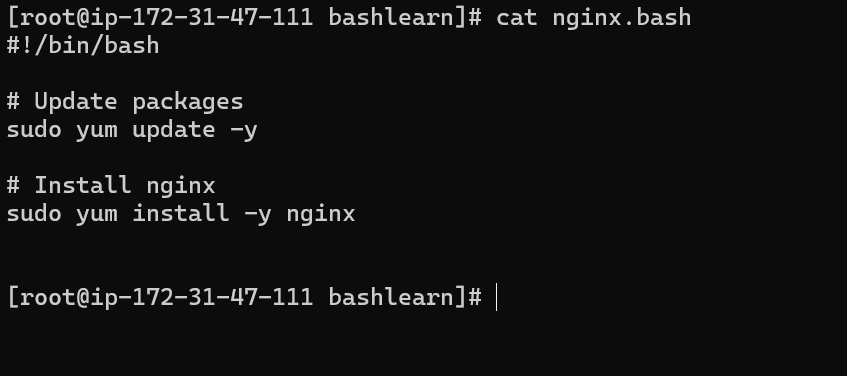 [root@ip-172-31-47-111 bashlearn]# cat nginx.bash
#!/bin/bash
# Update packages
sudo yum update -y
# Install nginx
sudo yum install -y nginx
[root@ip-172-31-47-111 bashlearn]#